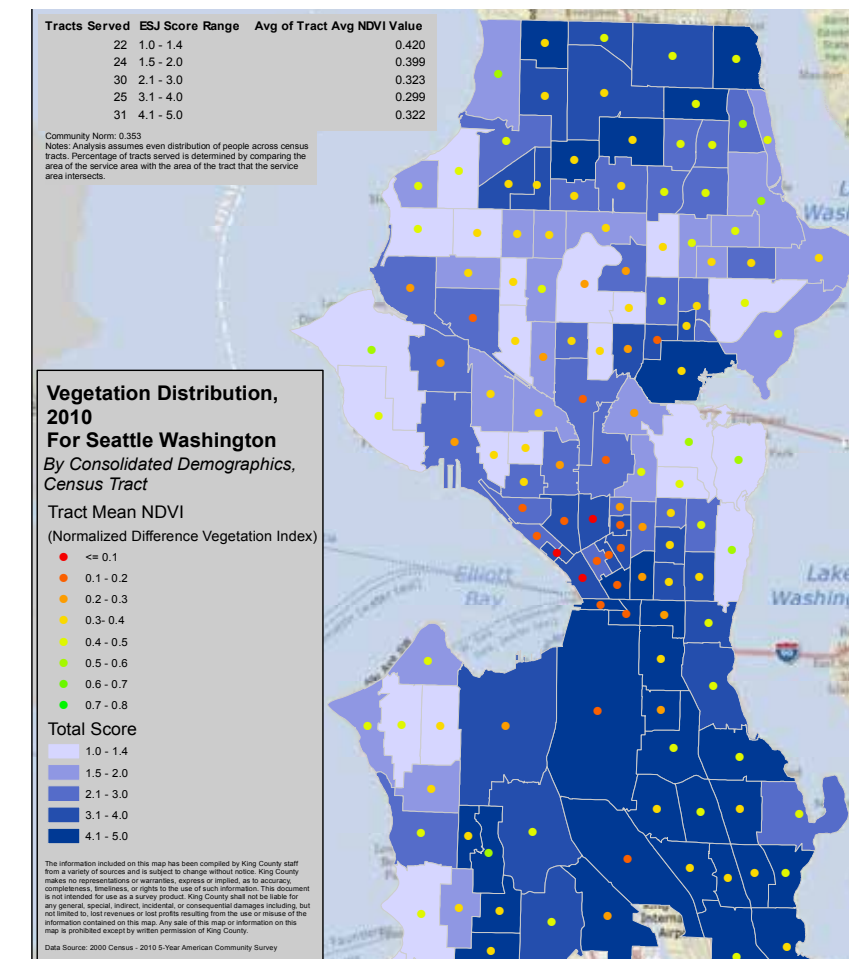 Tracts Served ESJ Score Range Avg of Tract Avg NDVI Value
22 1.0 - 1.4 0.420
24 1.5 - 2.0 0.399
30 2.1 - 3.0 0.323
25 3.1 - 4.0 0.299
31 4.1 - 5.0 0.322
Community Norm: 0.353
Notes: Analysis assumes even distribution of people across census
tracts. Percentage of tracts served is determined by comparing the
area of the service area with the area of the tract that the service
area intersects.
Vegetation Distribution,
2010
For Seattle Washington
By Consolidated Demographics,
Census Tract
Tract Mean NDVI
(Normalized Difference Vegetation Index)
<= 0.1
0.1 - 0.2
0.2 - 0.3
0.3- 0.4
0.4 - 0.5
0.5 - 0.6
0.6 - 0.7
0.7 - 0.8
Total Score
1.0 - 1.4
1.5 - 2.0
2.1 - 3.0
3.1 - 4.0
4.1 - 5.0
The information included on this map has been compiled by King County staff
from a variety of sources and is subject to change without notice. King County
makes no representations or warranties, express or implied, as to accuracy,
completeness, timeliness, or rights to the use of such information. This document
is not intended for use as a survey product. King County shall not be liable for
any general, special, indirect, incidental, or consequential damages including, but
not limited to, lost revenues or lost profits resulting from the use or misuse of the
information contained on this map. Any sale of this map or information on this
map is prohibited except by written permission of King County.
Data Source: 2000 Census - 2010 5-Year American Community Survey
Elliott
Bay
Lake
Washing
90
Interna
Airp